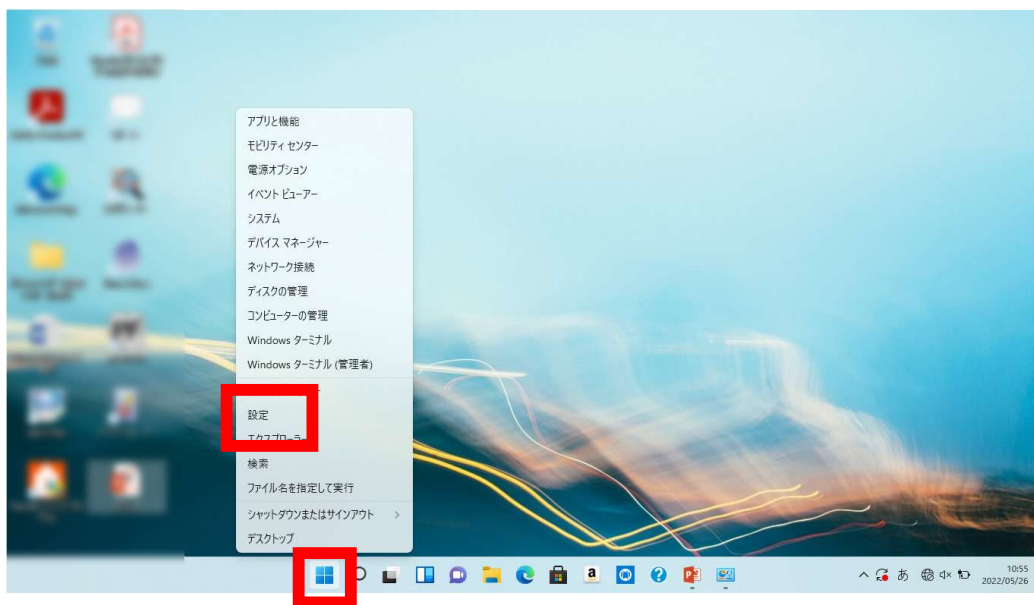 アプリと機能
モビリティ センター
電源オプション
イベント ビューアー
システム
デバイス マネージャー
ネットワーク接続
ディスクの管理
コンピューターの管理
Windows ターミナル
Windows ターミナル (管理者)
設定
エクスプローラー
検索
ファイル名を指定して実行
シャットダウンまたはサインアウト
デスクトップ
あ
10:55
2022/05/26